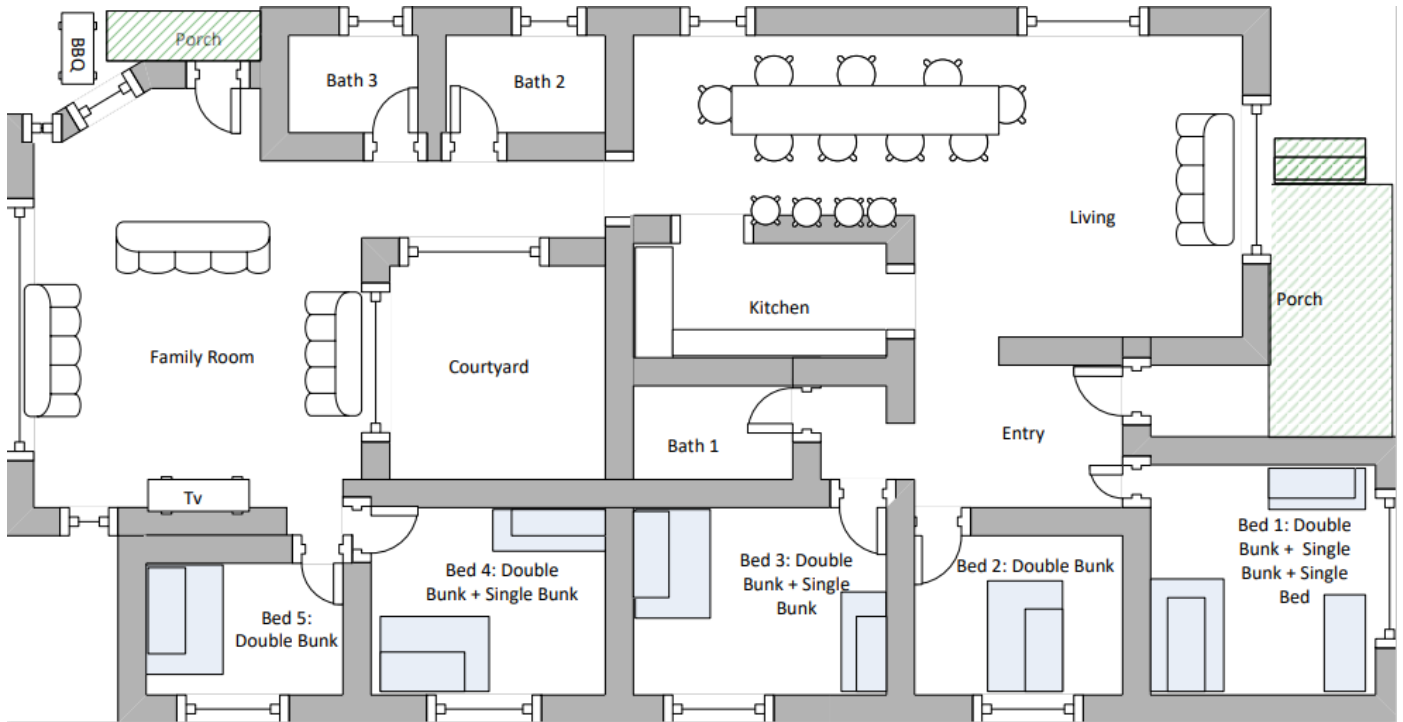 BBQ
Porch
Bath 3
Bath 2
Living
Porch
Kitchen
Family Room
Courtyard
Bath 1
Entry
Tv
Bed 1: Double
Bunk + Single
Bunk + Single
Bed
Bed 2: Double Bunk
Bed 3: Double
Bunk + Single
Bunk
Bed 4: Double
Bunk + Single Bunk
Bed 5:
Double Bunk